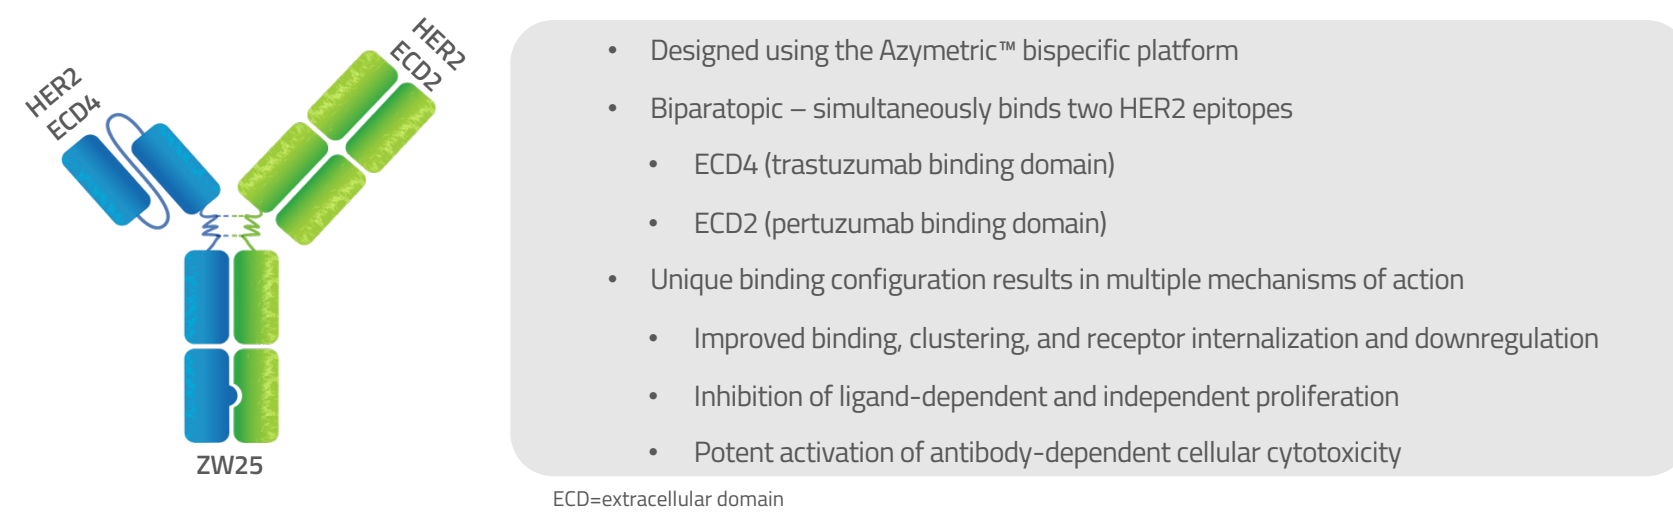 HER2
ECD4
HER2
ECD2
ZW25
• Designed using the Azymetric™ bispecific platform
• Biparatopic – simultaneously binds two HER2 epitopes
• ECD4 (trastuzumab binding domain)
• ECD2 (pertuzumab binding domain)
• Unique binding configuration results in multiple mechanisms of action
• Improved binding, clustering, and receptor internalization and downregulation
• Inhibition of ligand-dependent and independent proliferation
• Potent activation of antibody-dependent cellular cytotoxicity
ECD=extracellular domain